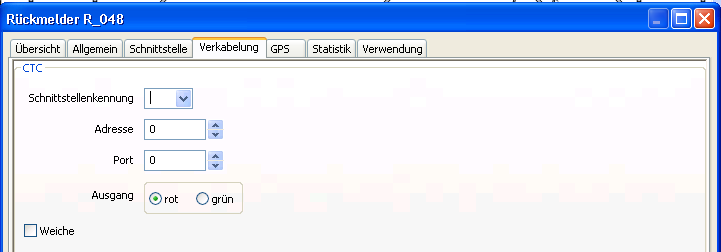 Rückmelder R_048
Übersicht Allgemein Schnittstelle Verkabelung GPS Statistik Verwendung
CTC
Schnittstellenkennung
Adresse 0
Port 0
Ausgang rot grün
Weiche